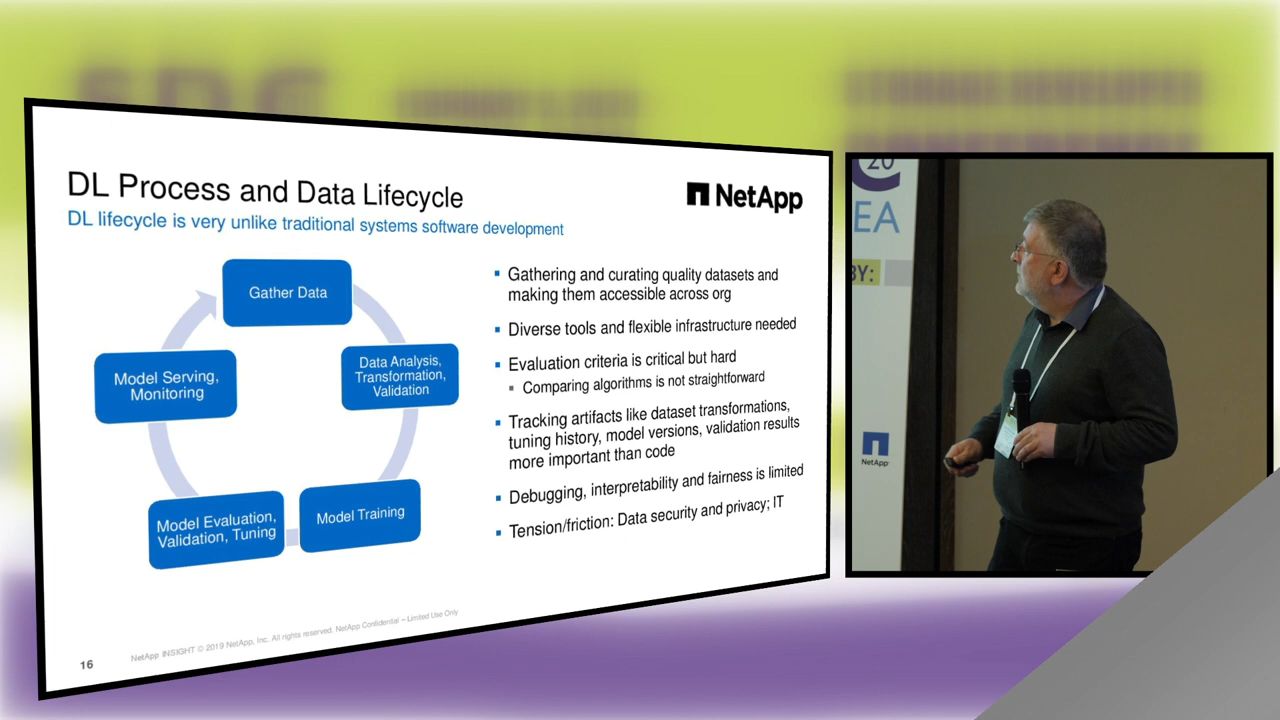 DL Process and Data Lifecycle
DL lifecycle is very unlike traditional systems software development
NetApp
Gather Data
Data Analysis,
Transformation,
Validation
Model Training
Model Evaluation,
Validation, Tuning
Model Serving,
Monitoring
▪ Gathering and curating quality datasets and
making them accessible across org
▪ Diverse tools and flexible infrastructure needed
▪ Evaluation criteria is critical but hard
▪ Comparing algorithms is not straightforward
▪ Tracking artifacts like dataset transformations,
tuning history, model versions, validation results
more important than code
▪ Debugging, interpretability and fairness is limited
▪ Tension/friction: Data security and privacy; IT
16
NetApp INSIGHT © 2019 NetApp, Inc. All rights reserved. NetApp Confidential – Limited Use Only
20
EA
BY:
NetApp